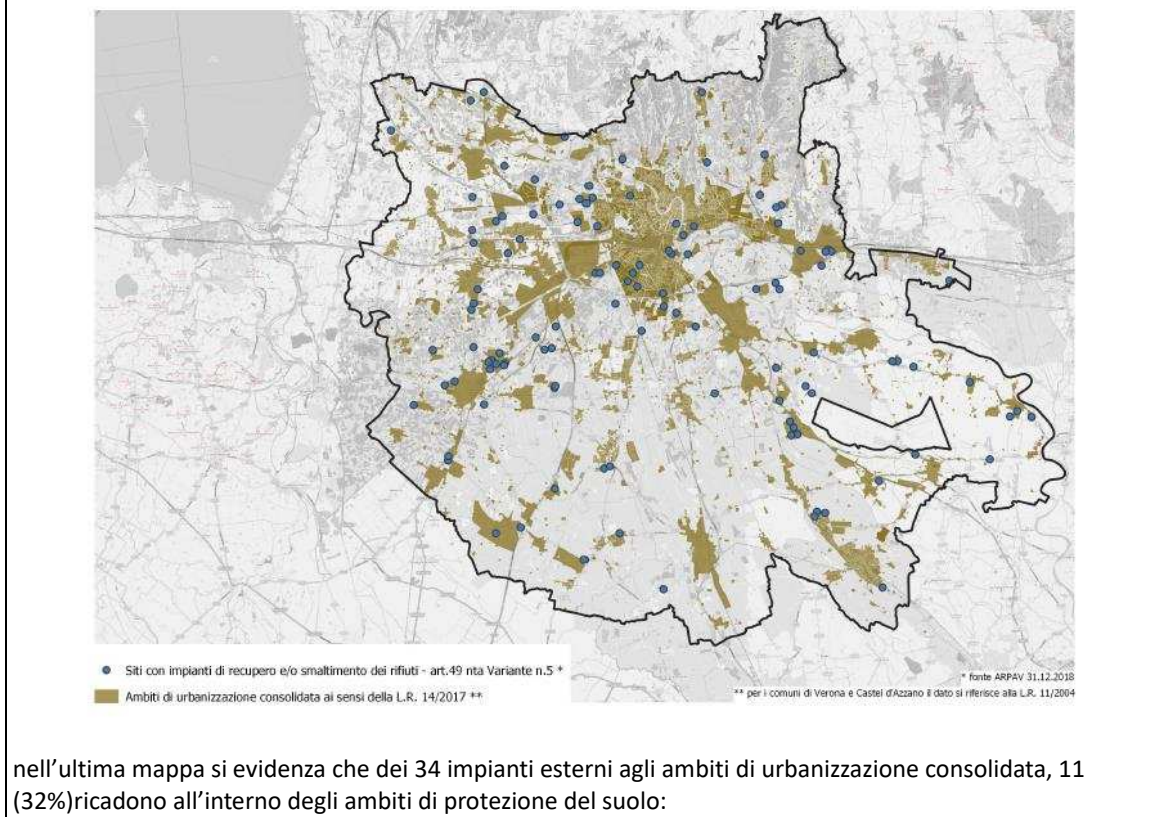 Siti con impianti di recupero e/o smaltimento dei rifiuti - art.49 nta Variante n.5 *
Ambiti di urbanizzazione consolidata ai sensi della L.R. 14/2017 **
* fonte ARPAV 31.12.2018
** per i comuni di Verona e Castel d'Azzano il dato si riferisce alla L.R. 11/2004
nell’ultima mappa si evidenza che dei 34 impianti esterni agli ambiti di urbanizzazione consolidata, 11
(32%)ricadono all’interno degli ambiti di protezione del suolo: